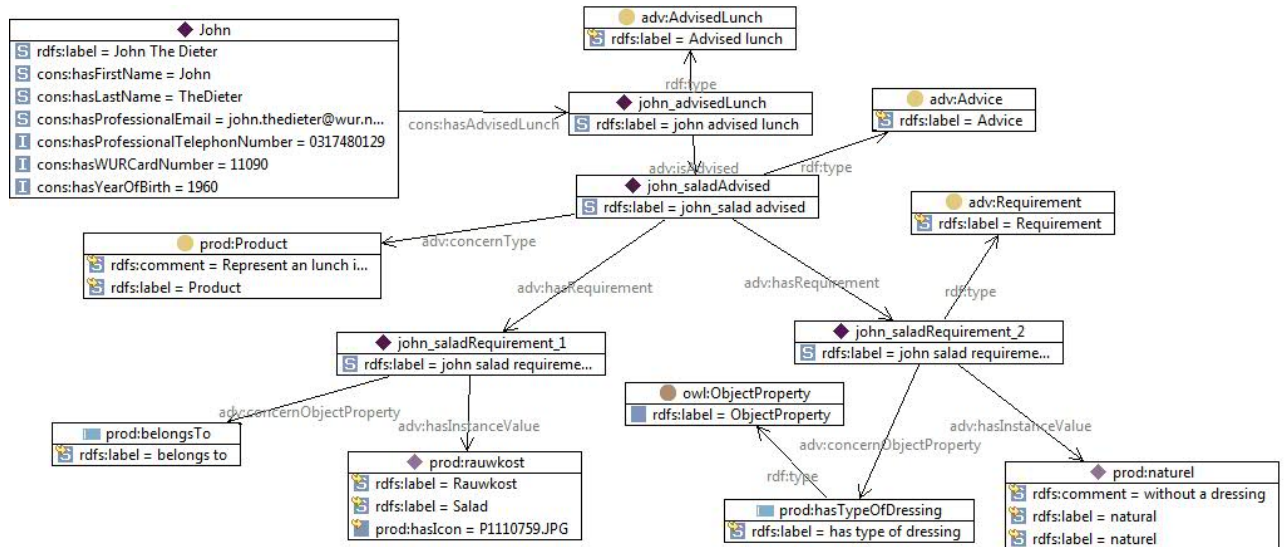 John
rdfs:label = John The Dieter
cons:hasFirstName = John
cons:hasLastName = TheDieter
cons:hasProfessionalEmail = john.thedieter@wur.n...
cons:hasProfessionalTelephonNumber = 0317480129
cons:hasWURCardNumber = 11090
cons:hasYearOfBirth = 1960
adv:AdvisedLunch
rdfs:label = Advised lunch
rdf:type
cons:hasAdvisedLunch
john_advisedLunch
rdfs:label = john advised lunch
adv:Advice
rdfs:label = Advice
adv:isAdvised
rdf:type
john_saladAdvised
rdfs:label = john_salad advised
adv:Requirement
rdfs:label = Requirement
prod:Product
rdfs:comment = Represent an lunch i...
rdfs:label = Product
adv:concernType
adv:hasRequirement
adv:hasRequirement
rdf:type
john_saladRequirement_1
rdfs:label = john salad requireme...
john_saladRequirement_2
rdfs:label = john salad requireme...
owl:ObjectProperty
rdfs:label = ObjectProperty
adv:concernObjectProperty
adv:hasInstanceValue
adv:concernObjectProperty
adv:hasInstanceValue
prod:belongsTo
rdfs:label = belongs to
prod:rauwkost
rdfs:label = Rauwkost
rdfs:label = Salad
prod:hasIcon = P1110759.JPG
rdf:type
prod:hasTypeOfDressing
rdfs:label = has type of dressing
prod:naturel
rdfs:comment = without a dressing
rdfs:label = natural
rdfs:label = naturel